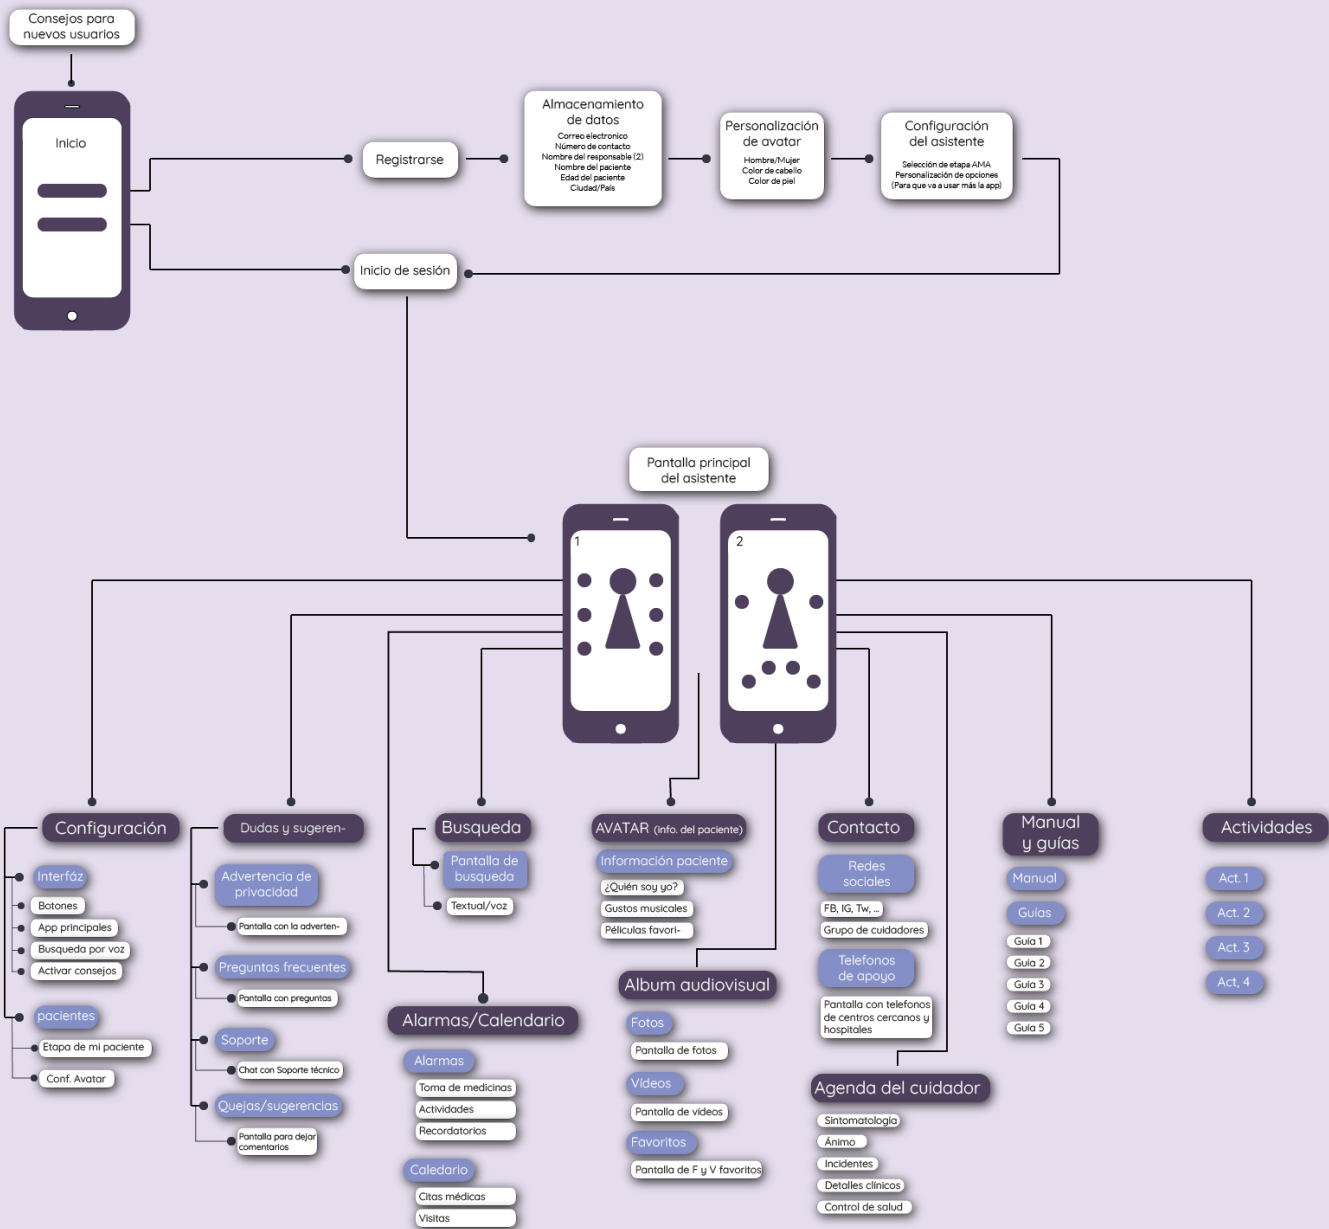 Consejos para
nuevos usuarios
Inicio
Registrarse
Almacenamiento
de datos
Correo electronico
Número de contacto
Nombre del responsable (2)
Nombre del paciente
Edad del paciente
Ciudad/País
Personalización
de avatar
Hombre/Mujer
Color de cabello
Color de piel
Configuración
del asistente
Selección de etapa AMA
Personalización de opciones
(Para que va a usar más la app)
Inicio de sesión
Pantalla principal
del asistente
1
2
Configuración
Interfáz
Botones
App principales
Busqueda por voz
Activar consejos
pacientes
Etapa de mi paciente
Conf. Avatar
Dudas y sugeren-
Advertencia de
privacidad
Pantalla con la adverten-
Preguntas frecuentes
Pantalla con preguntas
Soporte
Chat con Soporte técnico
Quejas/sugerencias
Pantalla para dejar
comentarios
Alarmas/Calendario
Alarmas
Toma de medicinas
Actividades
Recordatorios
Caledario
Citas médicas
Visitas
Busqueda
Pantalla de
busqueda
Textual/voz
AVATAR (info. del paciente)
Información paciente
¿Quién soy yo?
Gustos musicales
Péliculas favori-
Album audiovisual
Fotos
Pantalla de fotos
Vídeos
Pantalla de vídeos
Favoritos
Pantalla de F y V favoritos
Contacto
Redes
sociales
FB, IG, Tw, ...
Grupo de cuidadores
Telefonos
de apoyo
Pantalla con telefonos
de centros cercanos y
hospitales
Agenda del cuidador
Sintomatología
Ánimo
Incidentes
Detalles clínicos
Control de salud
Manual
y guías
Manual
Guías
Guía 1
Guía 2
Guía 3
Guía 4
Guía 5
Actividades
Act. 1
Act. 2
Act. 3
Act, 4